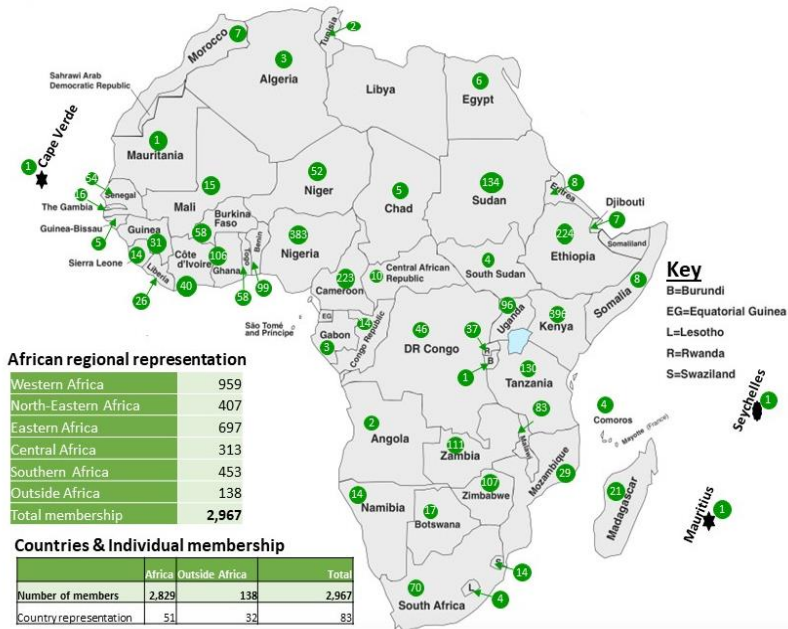 Morocco 7
Tunisia 2
Algeria 3
Libya
Egypt 6
Sahrawi Arab
Democratic Republic
Cape Verde 1
Mauritania 1
Mali 15
Niger 52
Chad 5
Sudan 134
Eritrea 8
Djibouti 7
Senegal 54
The Gambia 16
Guinea-Bissau 5
Guinea 31
Sierra Leone 14
Liberia 26
Côte
d'Ivoire 40
Burkina
Faso 58
Ghana 106
Togo 58
Benin 99
Nigeria 383
Cameroon 223
Central African
Republic 10
South Sudan 4
Ethiopia 224
Somaliland
Somalia 8
EG
São Tomé
and Príncipe
Gabon 3
Congo Republic 14
DR Congo 46
Uganda 96
Kenya 396
R 37
B 1
Tanzania 130
Angola 2
Zambia 111
Malawi 83
Mozambique 29
Zimbabwe 107
Namibia 14
Botswana 17
South Africa 70
S 14
L 4
Comoros 4
Mayotte (France)
Madagascar 21
Seychelles 1
Mauritius 1
Key
B=Burundi
EG=Equatorial Guinea
L=Lesotho
R=Rwanda
S=Swaziland
African regional representation
Western Africa 959
North-Eastern Africa 407
Eastern Africa 697
Central Africa 313
Southern Africa 453
Outside Africa 138
Total membership 2,967
Countries & Individual membership
Africa Outside Africa Total
Number of members 2,829 138 2,967
Country representation 51 32 83